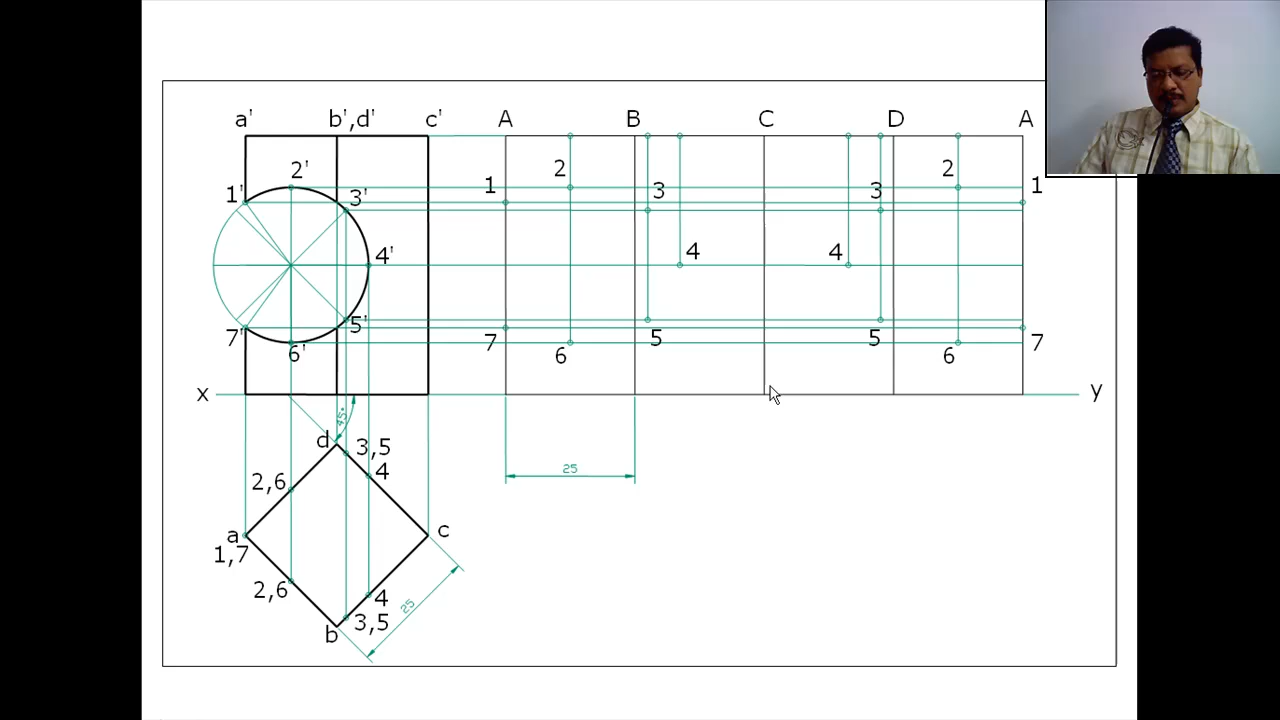 a' b',d' c' A B C D A
2' 2 2
1' 3' 1 3 3 1
4' 4 4
7' 5' 7 5 5 7
6' 6 6
x y
45°
d 3,5
2,6 4 25
a c
1,7
2,6 4 25
b 3,5